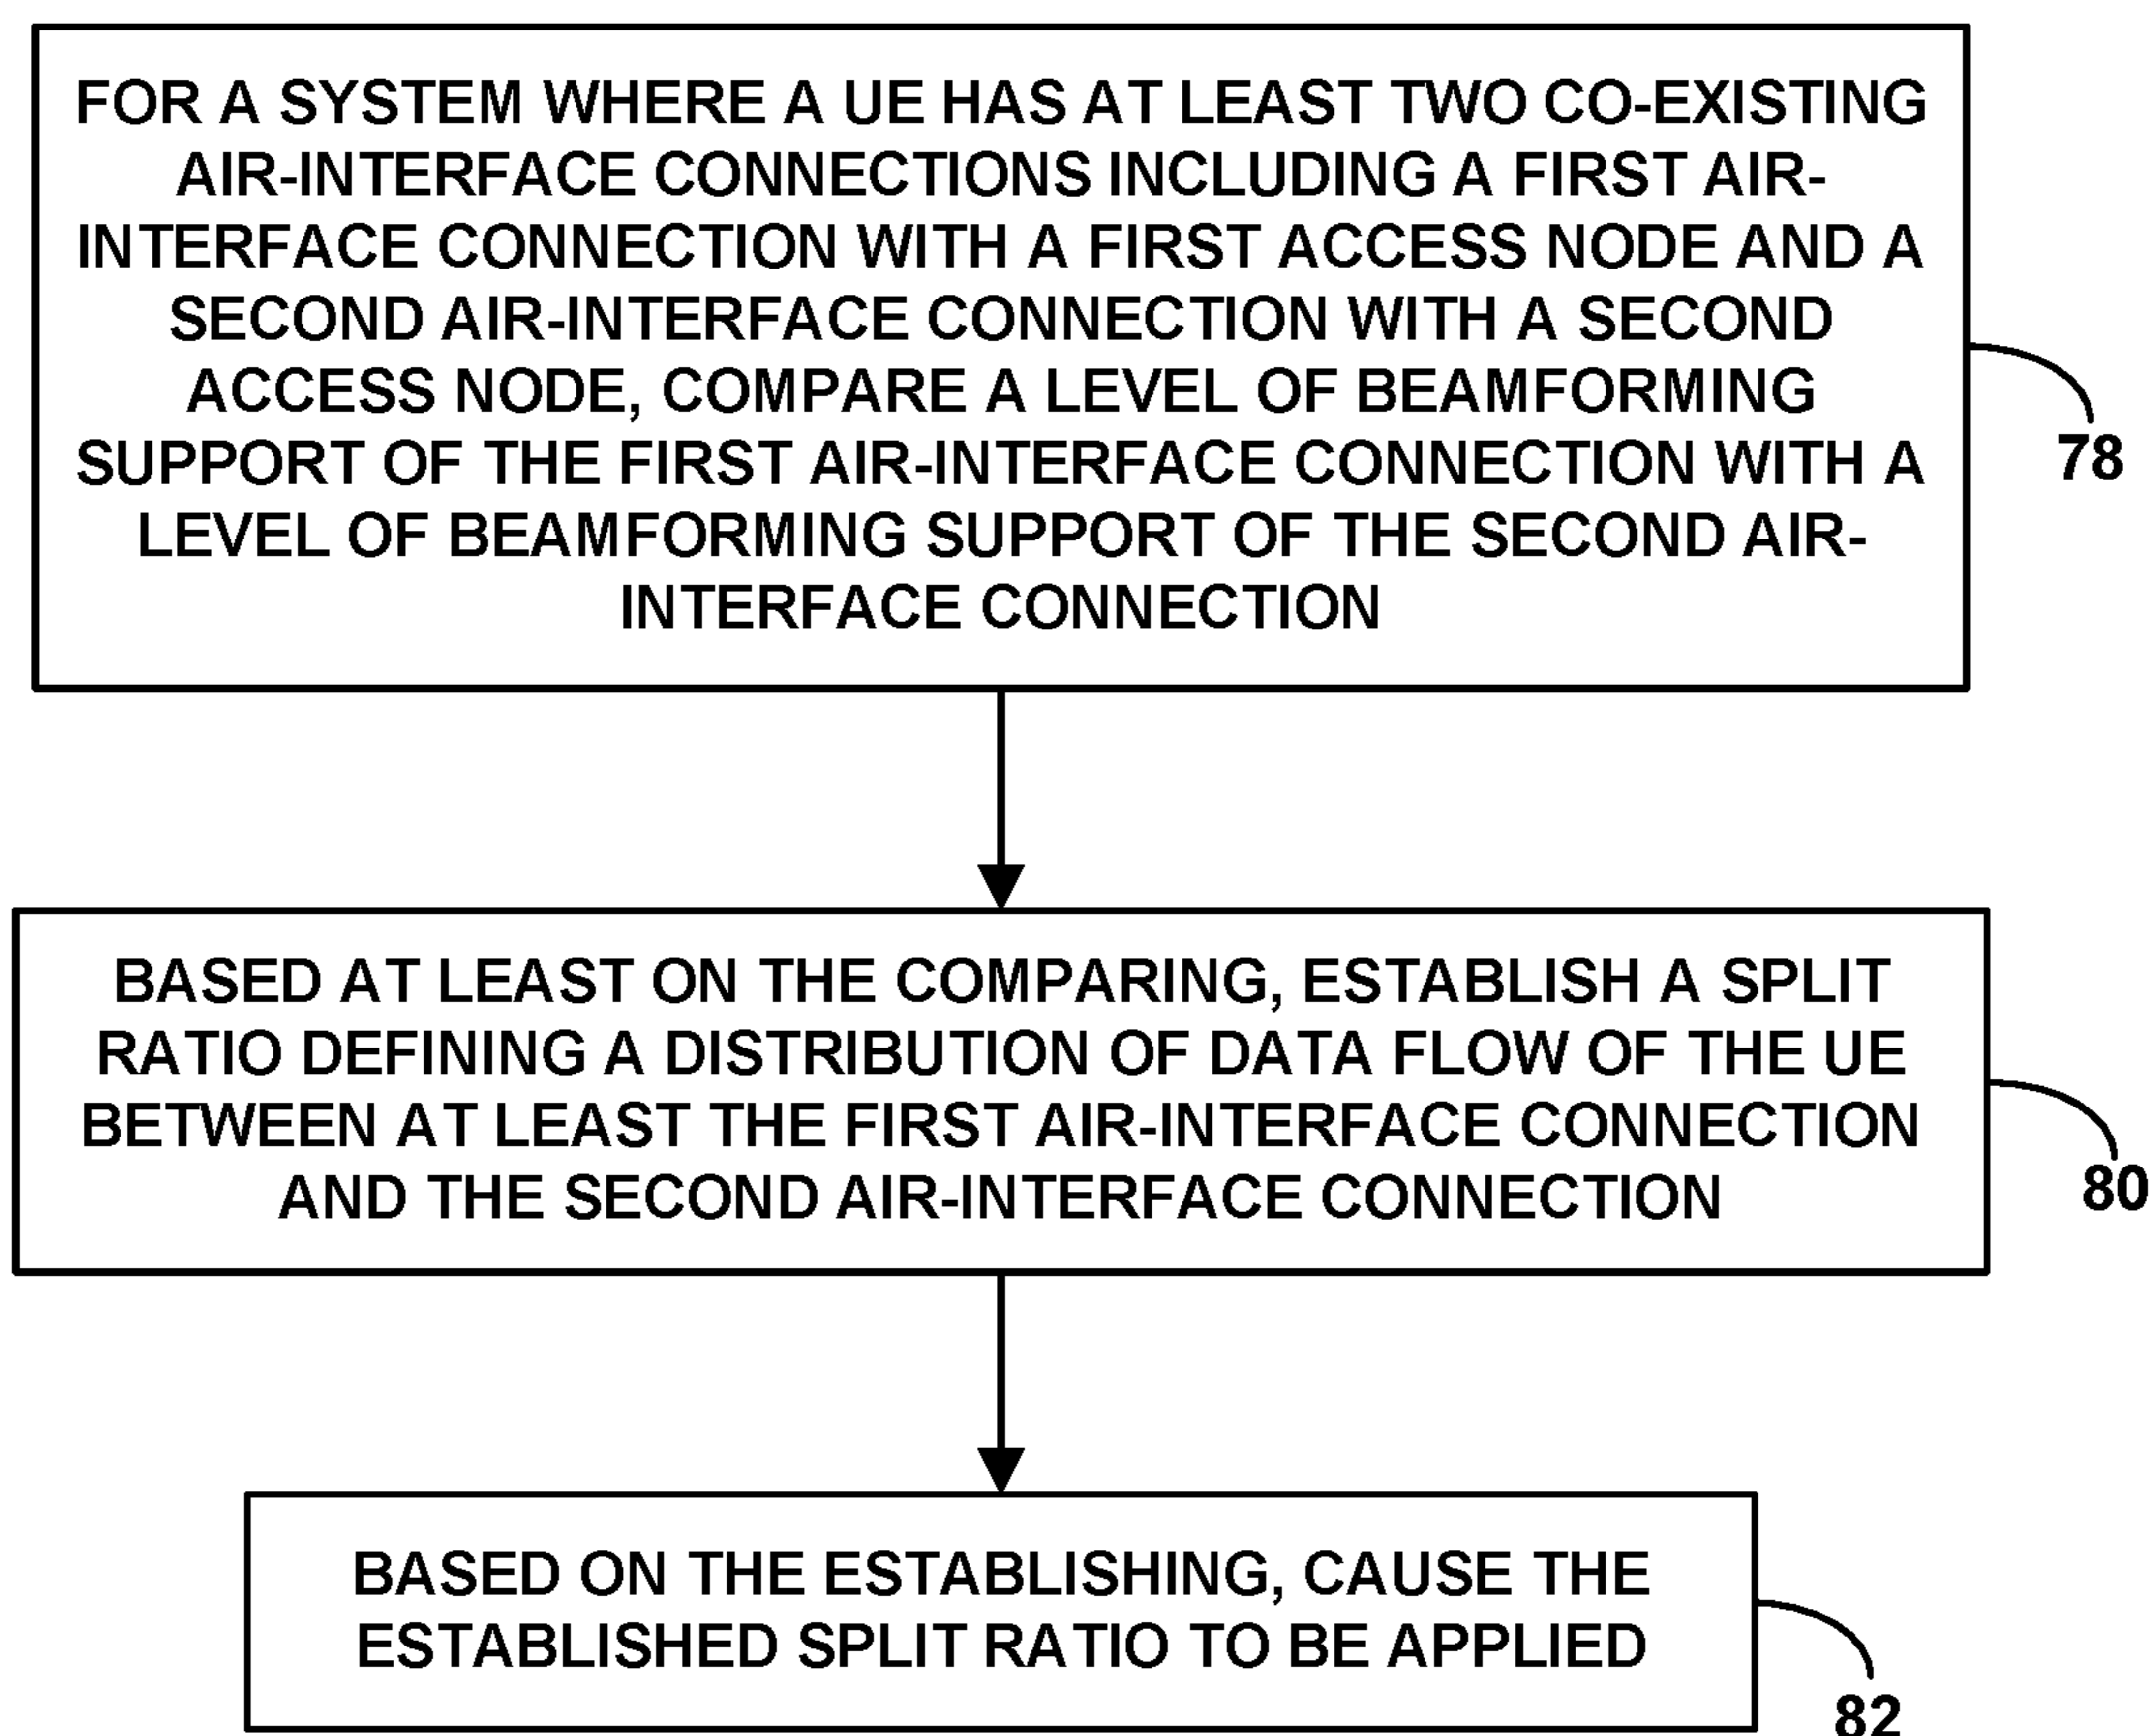 FOR A SYSTEM WHERE A UE HAS AT LEAST TWO CO-EXISTING
AIR-INTERFACE CONNECTIONS INCLUDING A FIRST AIR-
INTERFACE CONNECTION WITH A FIRST ACCESS NODE AND A
SECOND AIR-INTERFACE CONNECTION WITH A SECOND
ACCESS NODE, COMPARE A LEVEL OF BEAMFORMING
SUPPORT OF THE FIRST AIR-INTERFACE CONNECTION WITH A
LEVEL OF BEAMFORMING SUPPORT OF THE SECOND AIR-
INTERFACE CONNECTION
78
BASED AT LEAST ON THE COMPARING, ESTABLISH A SPLIT
RATIO DEFINING A DISTRIBUTION OF DATA FLOW OF THE UE
BETWEEN AT LEAST THE FIRST AIR-INTERFACE CONNECTION
AND THE SECOND AIR-INTERFACE CONNECTION
80
BASED ON THE ESTABLISHING, CAUSE THE
ESTABLISHED SPLIT RATIO TO BE APPLIED
82